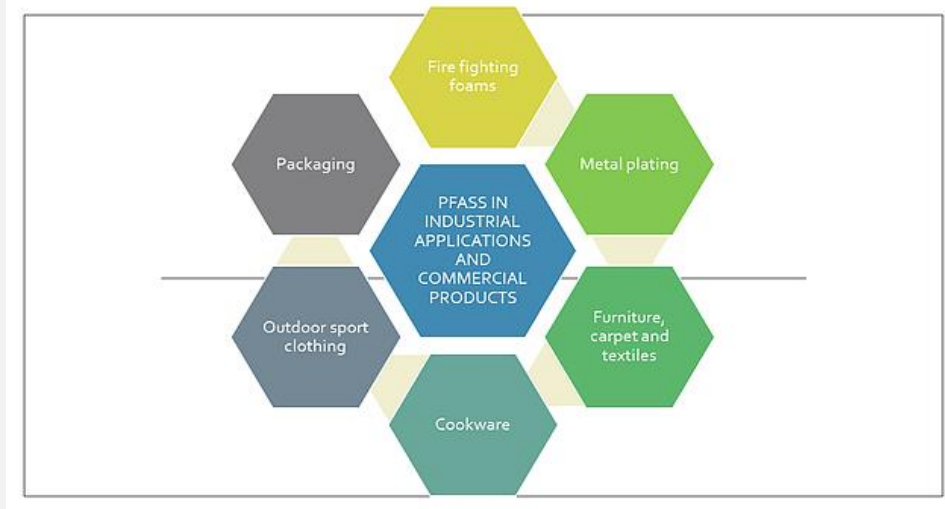 Fire fighting
foams
Packaging
Metal plating
PFASS IN
INDUSTRIAL
APPLICATIONS
AND
COMMERCIAL
PRODUCTS
Outdoor sport
clothing
Furniture,
carpet and
textiles
Cookware